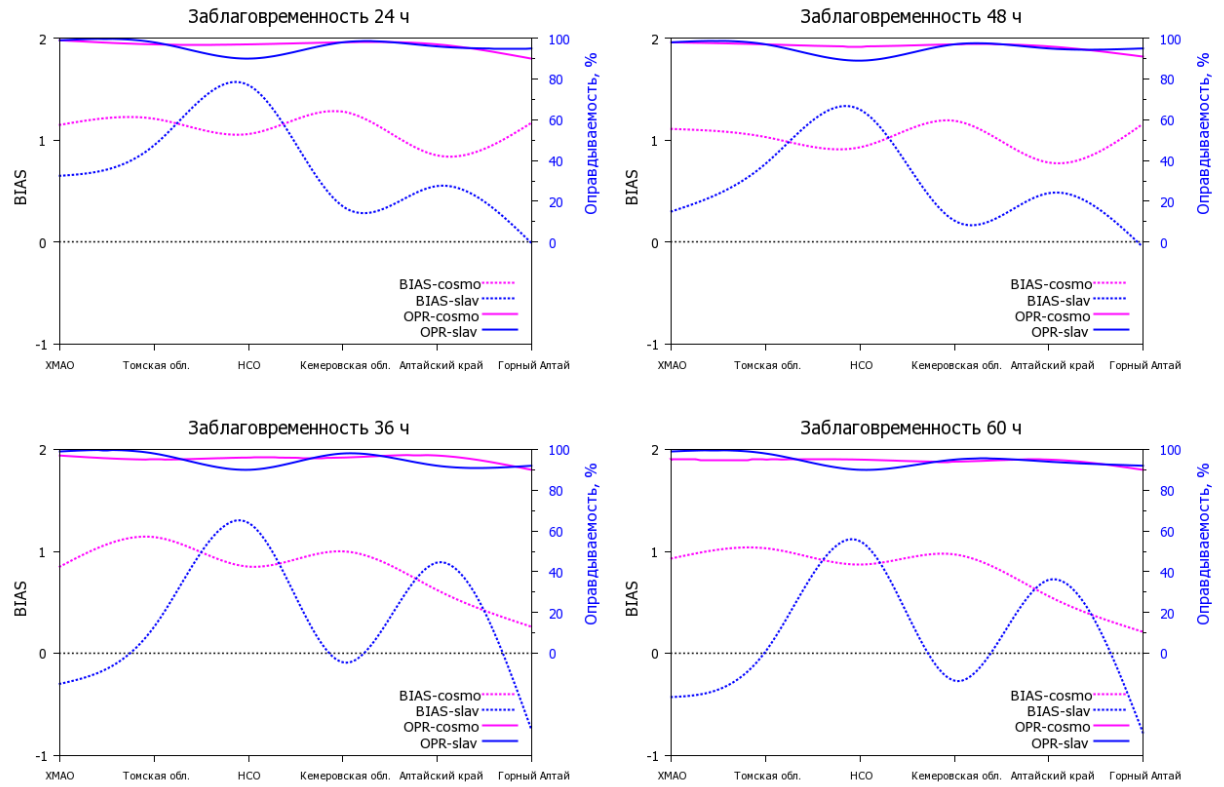 Заблаговременность 24 ч
2
1
0
-1
BIAS
100
80
60
40
20
0
Оправдываемость, %
BIAS-cosmo
BIAS-slav
OPR-cosmo
OPR-slav
ХМАО Томская обл. НСО Кемеровская обл. Алтайский край Горный Алтай
Заблаговременность 48 ч
2
1
0
-1
BIAS
100
80
60
40
20
0
Оправдываемость, %
BIAS-cosmo
BIAS-slav
OPR-cosmo
OPR-slav
ХМАО Томская обл. НСО Кемеровская обл. Алтайский край Горный Алтай
Заблаговременность 36 ч
2
1
0
-1
BIAS
100
80
60
40
20
0
Оправдываемость, %
BIAS-cosmo
BIAS-slav
OPR-cosmo
OPR-slav
ХМАО Томская обл. НСО Кемеровская обл. Алтайский край Горный Алтай
Заблаговременность 60 ч
2
1
0
-1
BIAS
100
80
60
40
20
0
Оправдываемость, %
BIAS-cosmo
BIAS-slav
OPR-cosmo
OPR-slav
ХМАО Томская обл. НСО Кемеровская обл. Алтайский край Горный Алтай